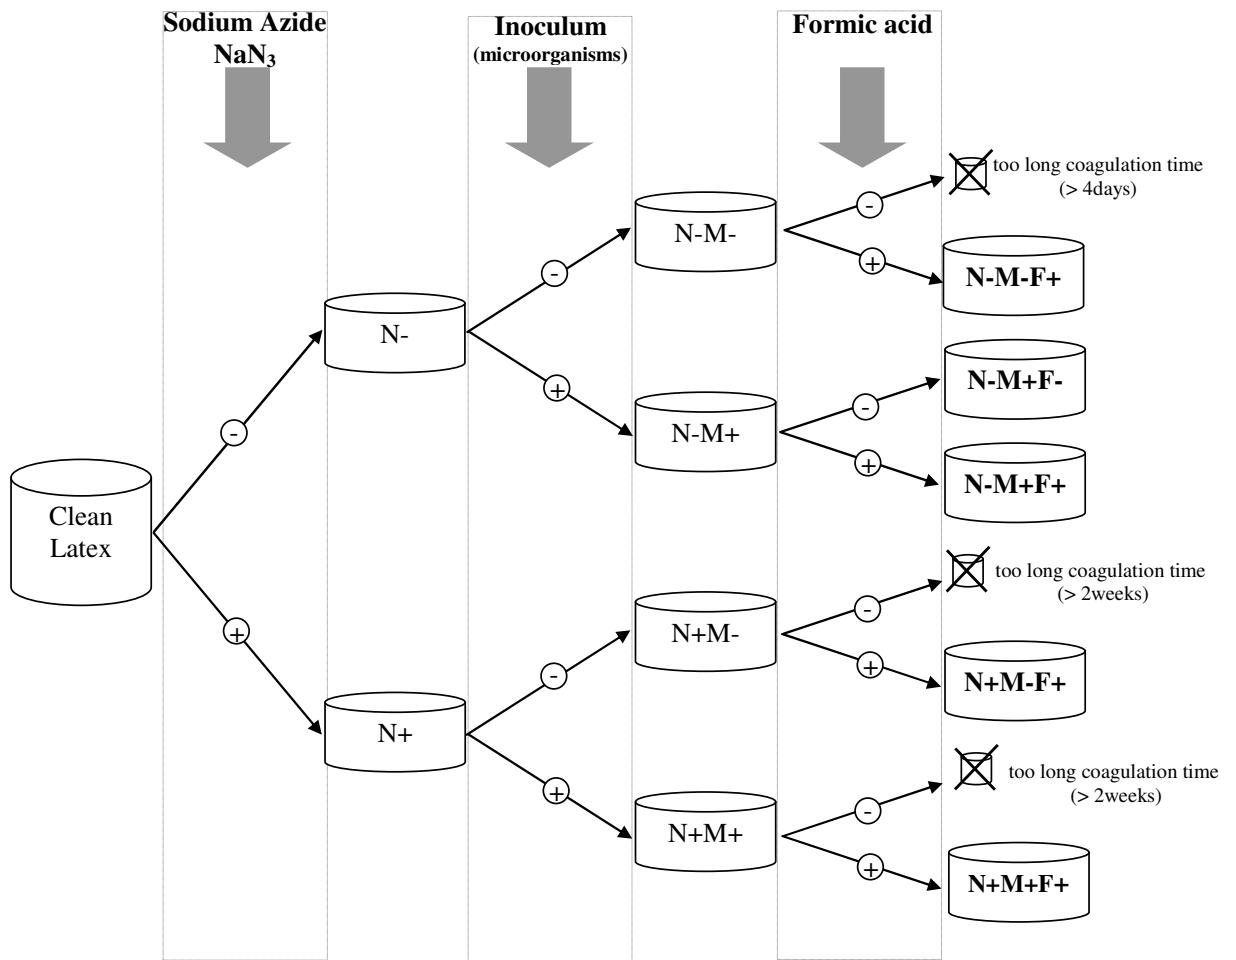 Sodium Azide
NaN₃
Inoculum
(microorganisms)
Formic acid
too long coagulation time
(> 4days)
-
N-M-
-
+
N-M-F+
N-
-
N-M+F-
+
-
N-M+
+
N-M+F+
-
Clean
Latex
too long coagulation time
(> 2weeks)
-
N+M-
+
-
+
N+M-F+
N+
too long coagulation time
(> 2weeks)
+
-
N+M+
+
N+M+F+